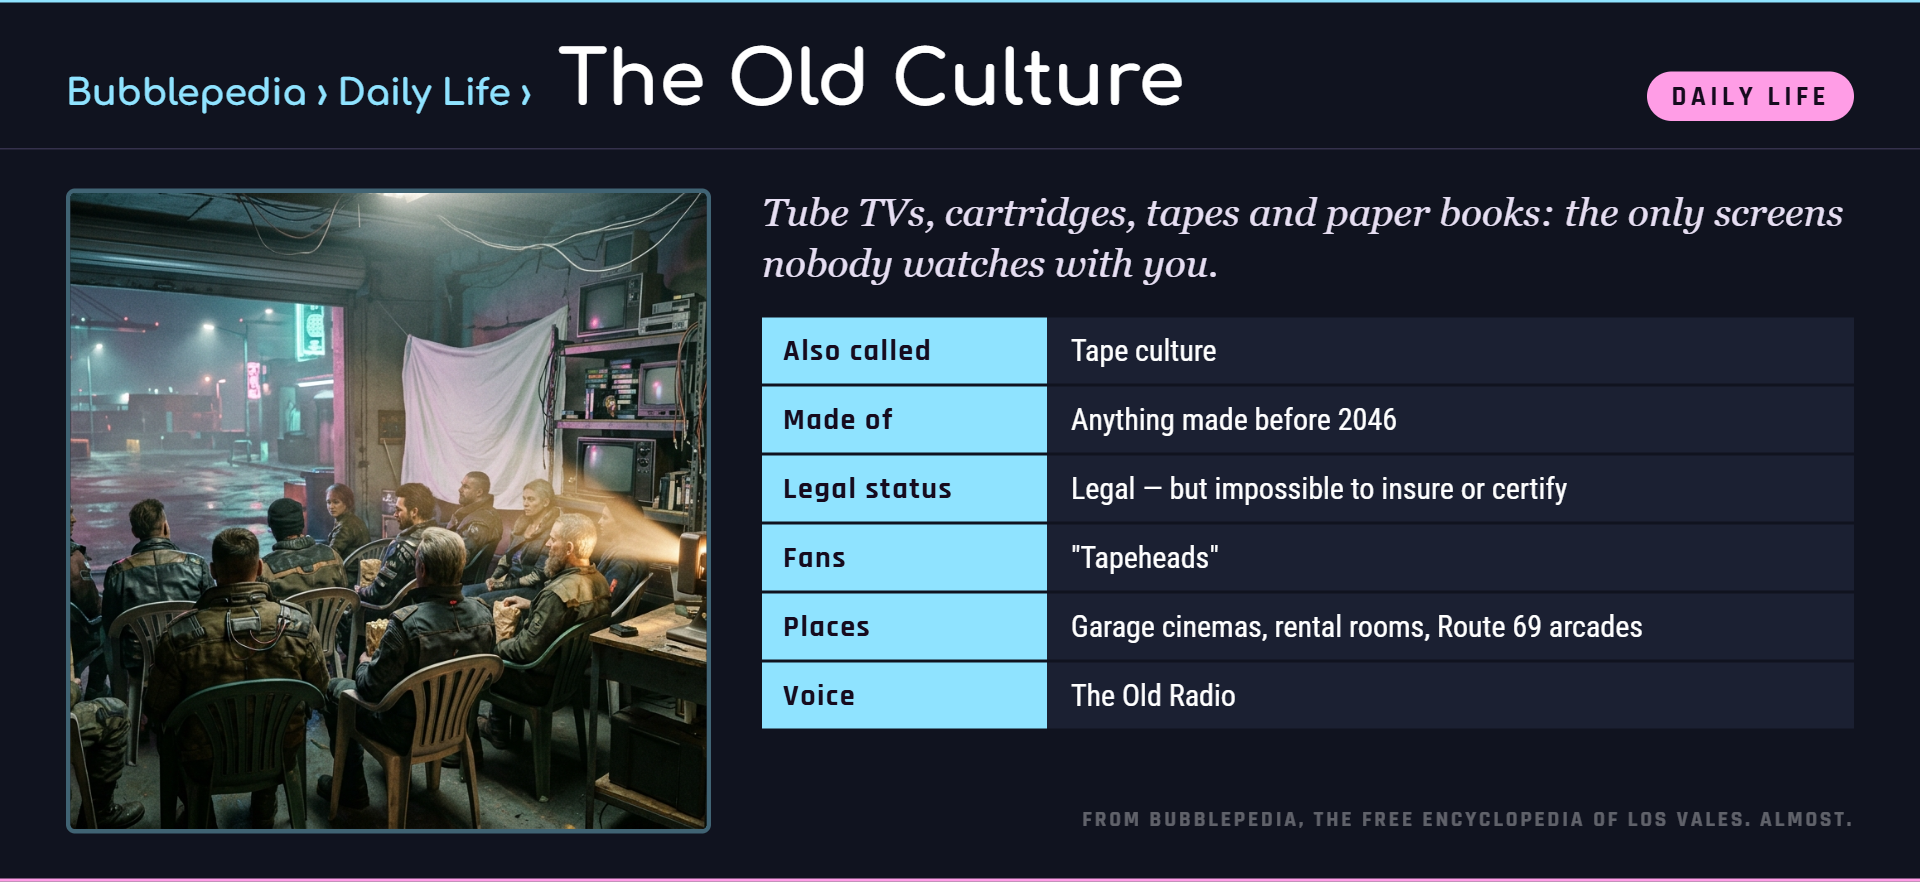 Bubblepedia › Daily Life › The Old Culture
DAILY LIFE
Tube TVs, cartridges, tapes and paper books: the only screens
nobody watches with you.
Also called Tape culture
Made of Anything made before 2046
Legal status Legal — but impossible to insure or certify
Fans "Tapeheads"
Places Garage cinemas, rental rooms, Route 69 arcades
Voice The Old Radio
FROM BUBBLEPEDIA, THE FREE ENCYCLOPEDIA OF LOS VALES. ALMOST.